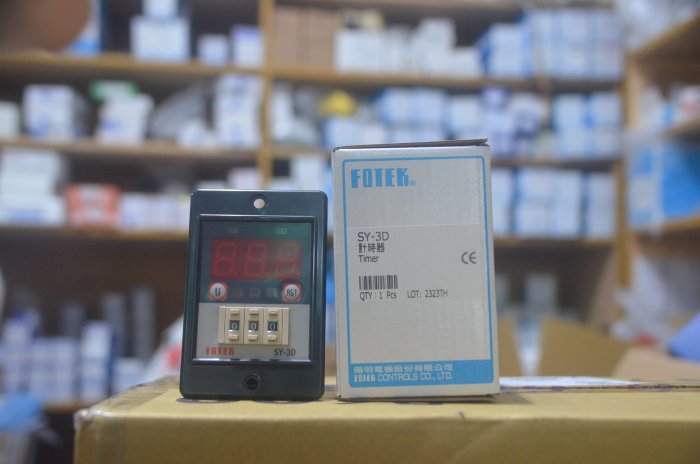 FOTEK®
SY-3D
計時器
Timer
CE
QTY : 1 Pcs LOT: 2323TH
陽明電機股份有限公司
FOTEK CONTROLS CO., LTD.
U
RST
0 0 0
FOTEK SY-3D